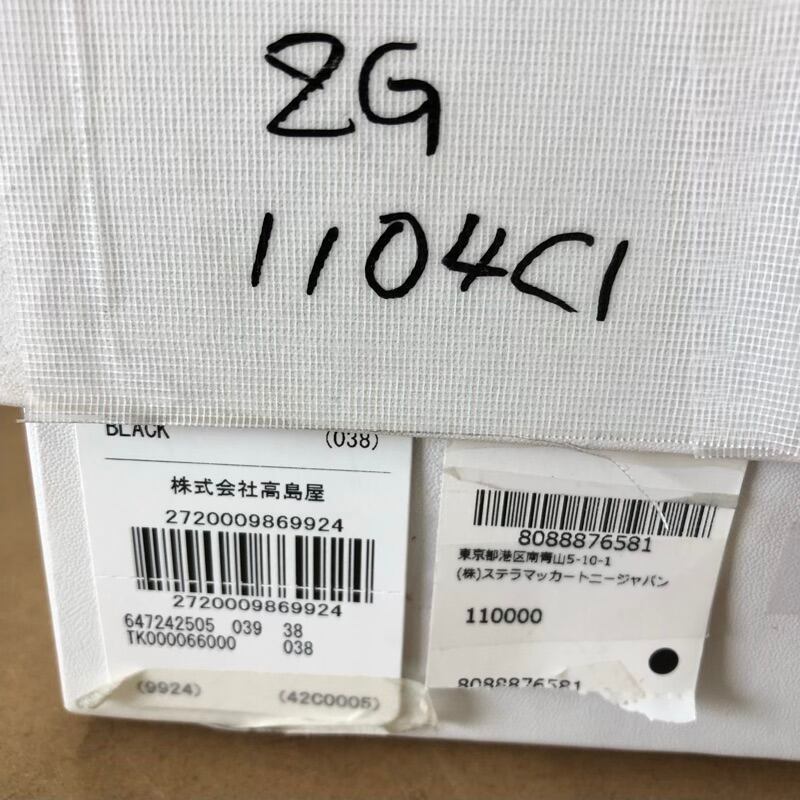 2G
1104C1
BLACK (038)
株式会社高島屋
2720009869924
2720009869924
647242505 039 38
TK000066000 038
(9924) (42C0005)
8088876581
東京都港区南青山5-10-1
(株)ステラマッカートニージャパン
110000
8088876581